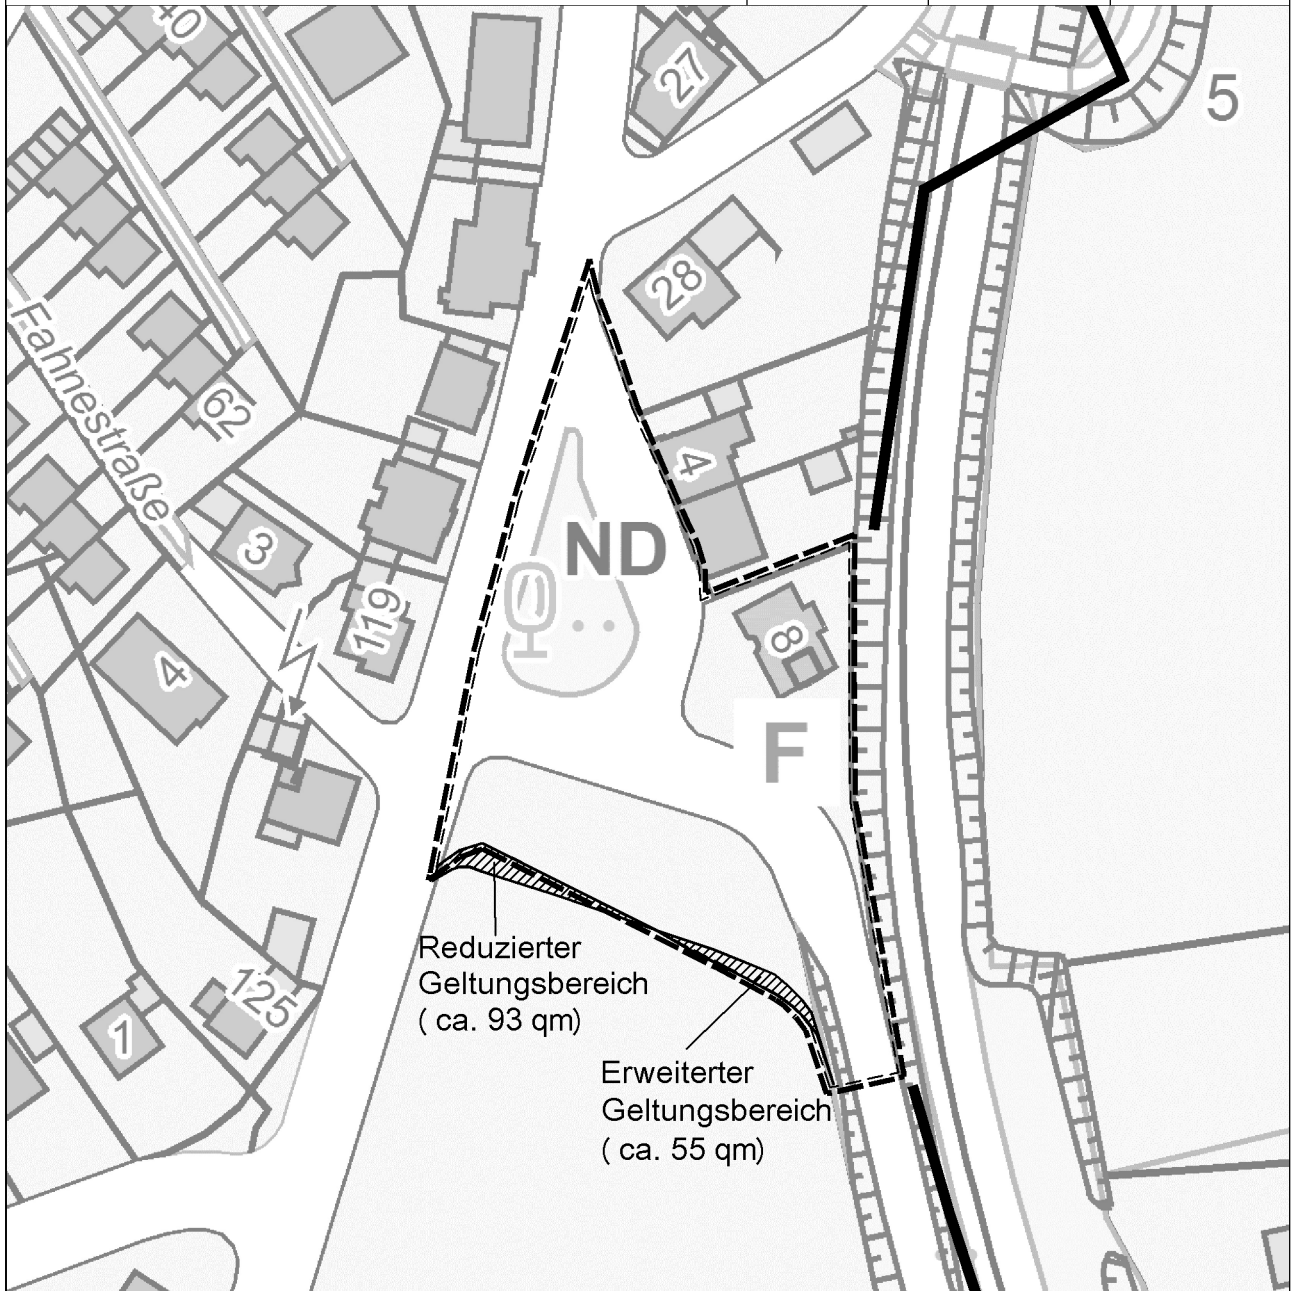 40
27
5
28
Fahnestraße
62
4
ND
3
119
8
4
F
Reduzierter
Geltungsbereich
( ca. 93 qm)
125
1
Erweiterter
Geltungsbereich
( ca. 55 qm)